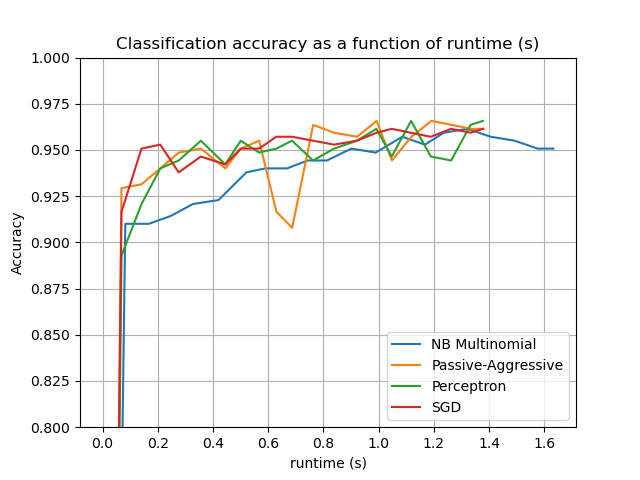 Classification accuracy as a function of runtime (s)
1.000
0.975
0.950
0.925
0.900
0.875
0.850
0.825
0.800
Accuracy
NB Multinomial
Passive-Aggressive
Perceptron
SGD
0.0 0.2 0.4 0.6 0.8 1.0 1.2 1.4 1.6
runtime (s)